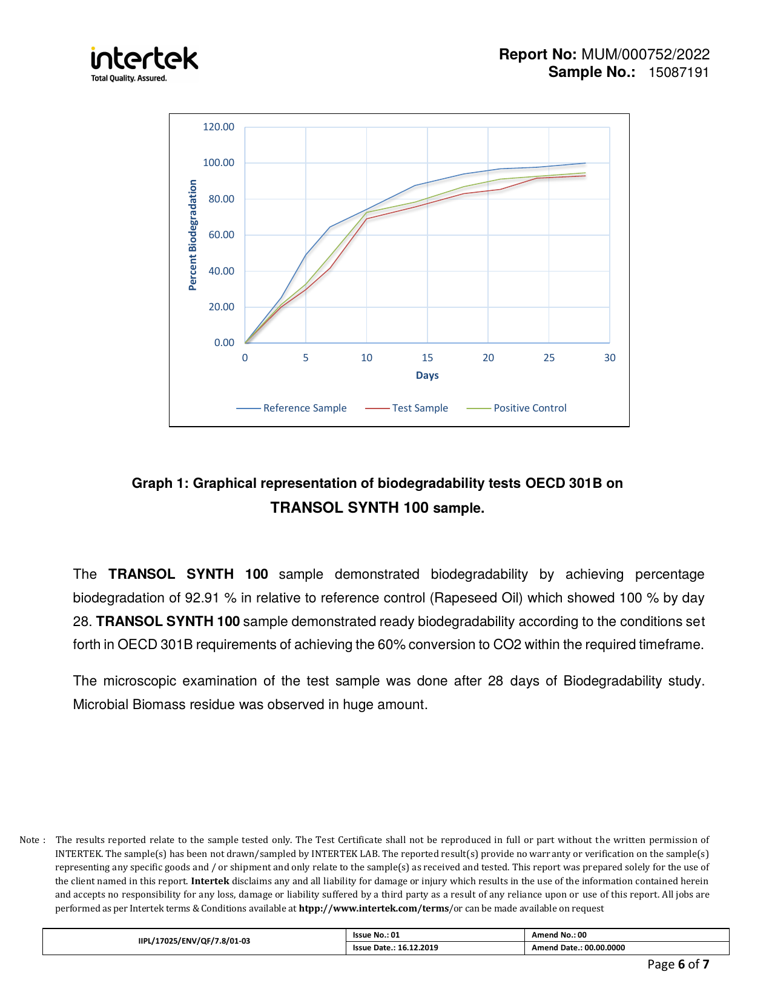 intertek
Total Quality. Assured.
Report No: MUM/000752/2022
Sample No.: 15087191
120.00
100.00
80.00
60.00
40.00
20.00
0.00
Percent Biodegradation
0 5 10 15 20 25 30
Days
Reference Sample Test Sample Positive Control
Graph 1: Graphical representation of biodegradability tests OECD 301B on
TRANSOL SYNTH 100 sample.
The TRANSOL SYNTH 100 sample demonstrated biodegradability by achieving percentage
biodegradation of 92.91 % in relative to reference control (Rapeseed Oil) which showed 100 % by day
28. TRANSOL SYNTH 100 sample demonstrated ready biodegradability according to the conditions set
forth in OECD 301B requirements of achieving the 60% conversion to CO2 within the required timeframe.
The microscopic examination of the test sample was done after 28 days of Biodegradability study.
Microbial Biomass residue was observed in huge amount.
Note : The results reported relate to the sample tested only. The Test Certificate shall not be reproduced in full or part without the written permission of
INTERTEK. The sample(s) has been not drawn/sampled by INTERTEK LAB. The reported result(s) provide no warranty or verification on the sample(s)
representing any specific goods and / or shipment and only relate to the sample(s) as received and tested. This report was prepared solely for the use of
the client named in this report. Intertek disclaims any and all liability for damage or injury which results in the use of the information contained herein
and accepts no responsibility for any loss, damage or liability suffered by a third party as a result of any reliance upon or use of this report. All jobs are
performed as per Intertek terms & Conditions available at htpp://www.intertek.com/terms/or can be made available on request
IIPL/17025/ENV/QF/7.8/01-03
Issue No.: 01
Amend No.: 00
Issue Date.: 16.12.2019
Amend Date.: 00.00.0000
Page 6 of 7